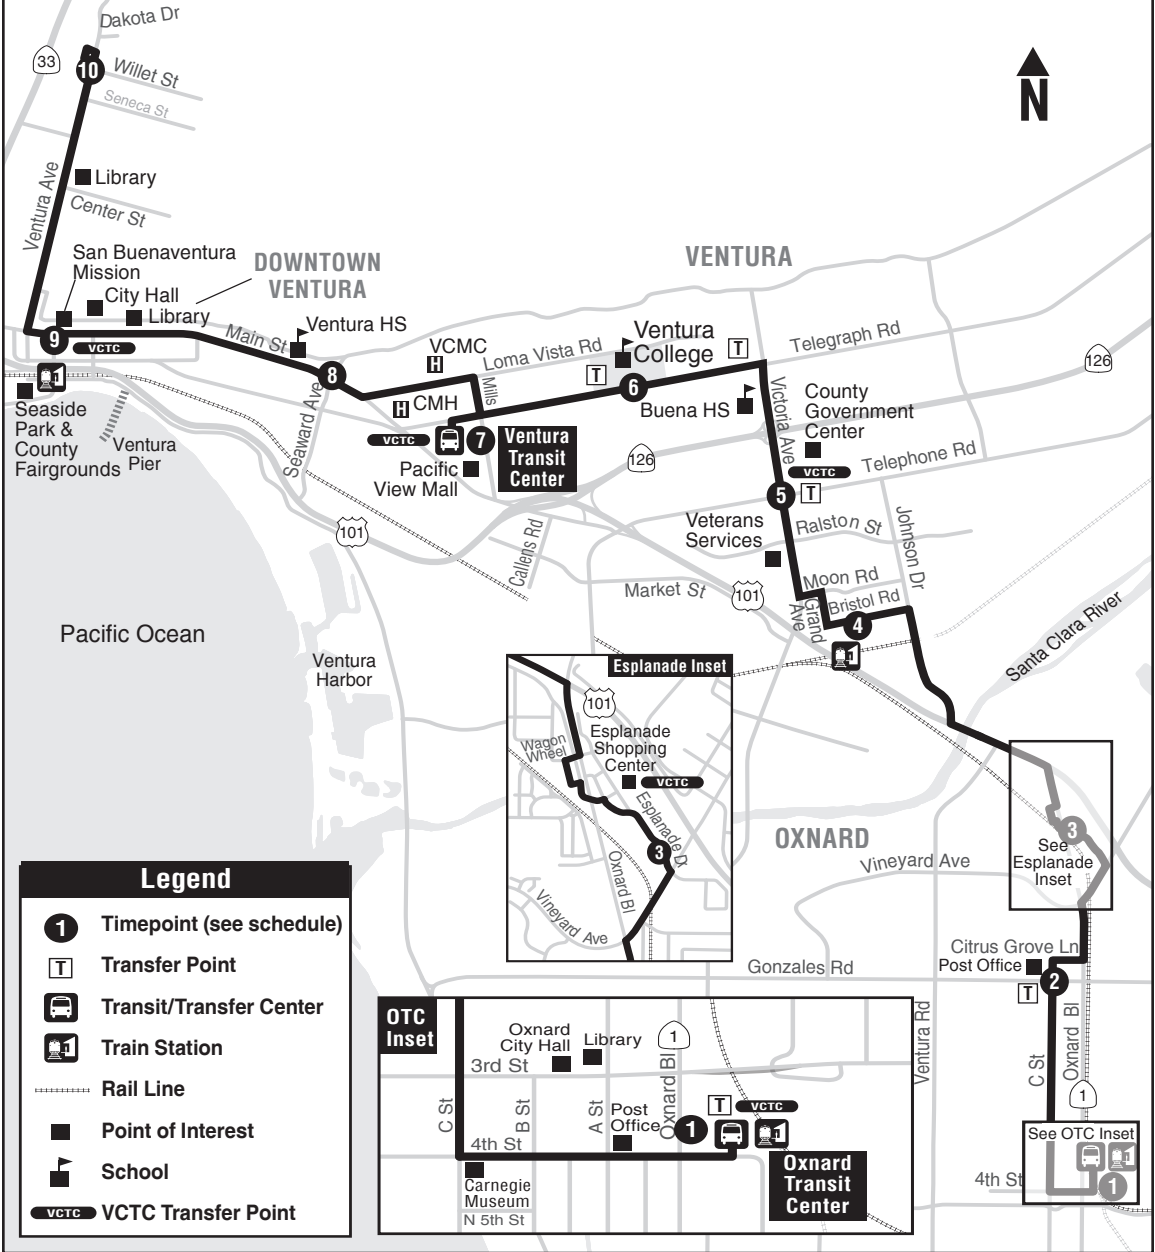 Dakota Dr
33
10
Willet St
Seneca St
N
Ventura Ave
Library
Center St
San Buenaventura
Mission
City Hall
Library
DOWNTOWN
VENTURA
VENTURA
9
VCTC
Main St
Ventura HS
8
VCMC
H
Loma Vista Rd
Ventura
College
T
T
Telegraph Rd
126
Seaside
Park &
County
Fairgrounds
Ventura
Pier
Seaward Ave
H
CMH
Mills
6
Buena HS
Victoria Ave
County
Government
Center
VCTC
7
Ventura
Transit
Center
Pacific
View Mall
126
VCTC
Telephone Rd
5
T
101
Callens Rd
Veterans
Services
Ralston St
Johnson Dr
Market St
101
Moon Rd
Bristol Rd
Grand
Ave
4
Santa Clara River
Pacific Ocean
Ventura
Harbor
Esplanade Inset
101
Wagon
Wheel
Esplanade
Shopping
Center
VCTC
Esplanade Dr
3
Oxnard Bl
Vineyard Ave
OXNARD
3
See
Esplanade
Inset
Vineyard Ave
Citrus Grove Ln
Post Office
Gonzales Rd
2
T
Ventura Rd
C St
Oxnard Bl
1
See OTC Inset
4th St
1
Legend
1
Timepoint (see schedule)
T
Transfer Point
Transit/Transfer Center
Train Station
Rail Line
Point of Interest
School
VCTC
VCTC Transfer Point
OTC
Inset
Oxnard
City Hall
Library
1
3rd St
C St
B St
A St
Oxnard Bl
Post
Office
1
T
VCTC
4th St
Carnegie
Museum
N 5th St
Oxnard
Transit
Center